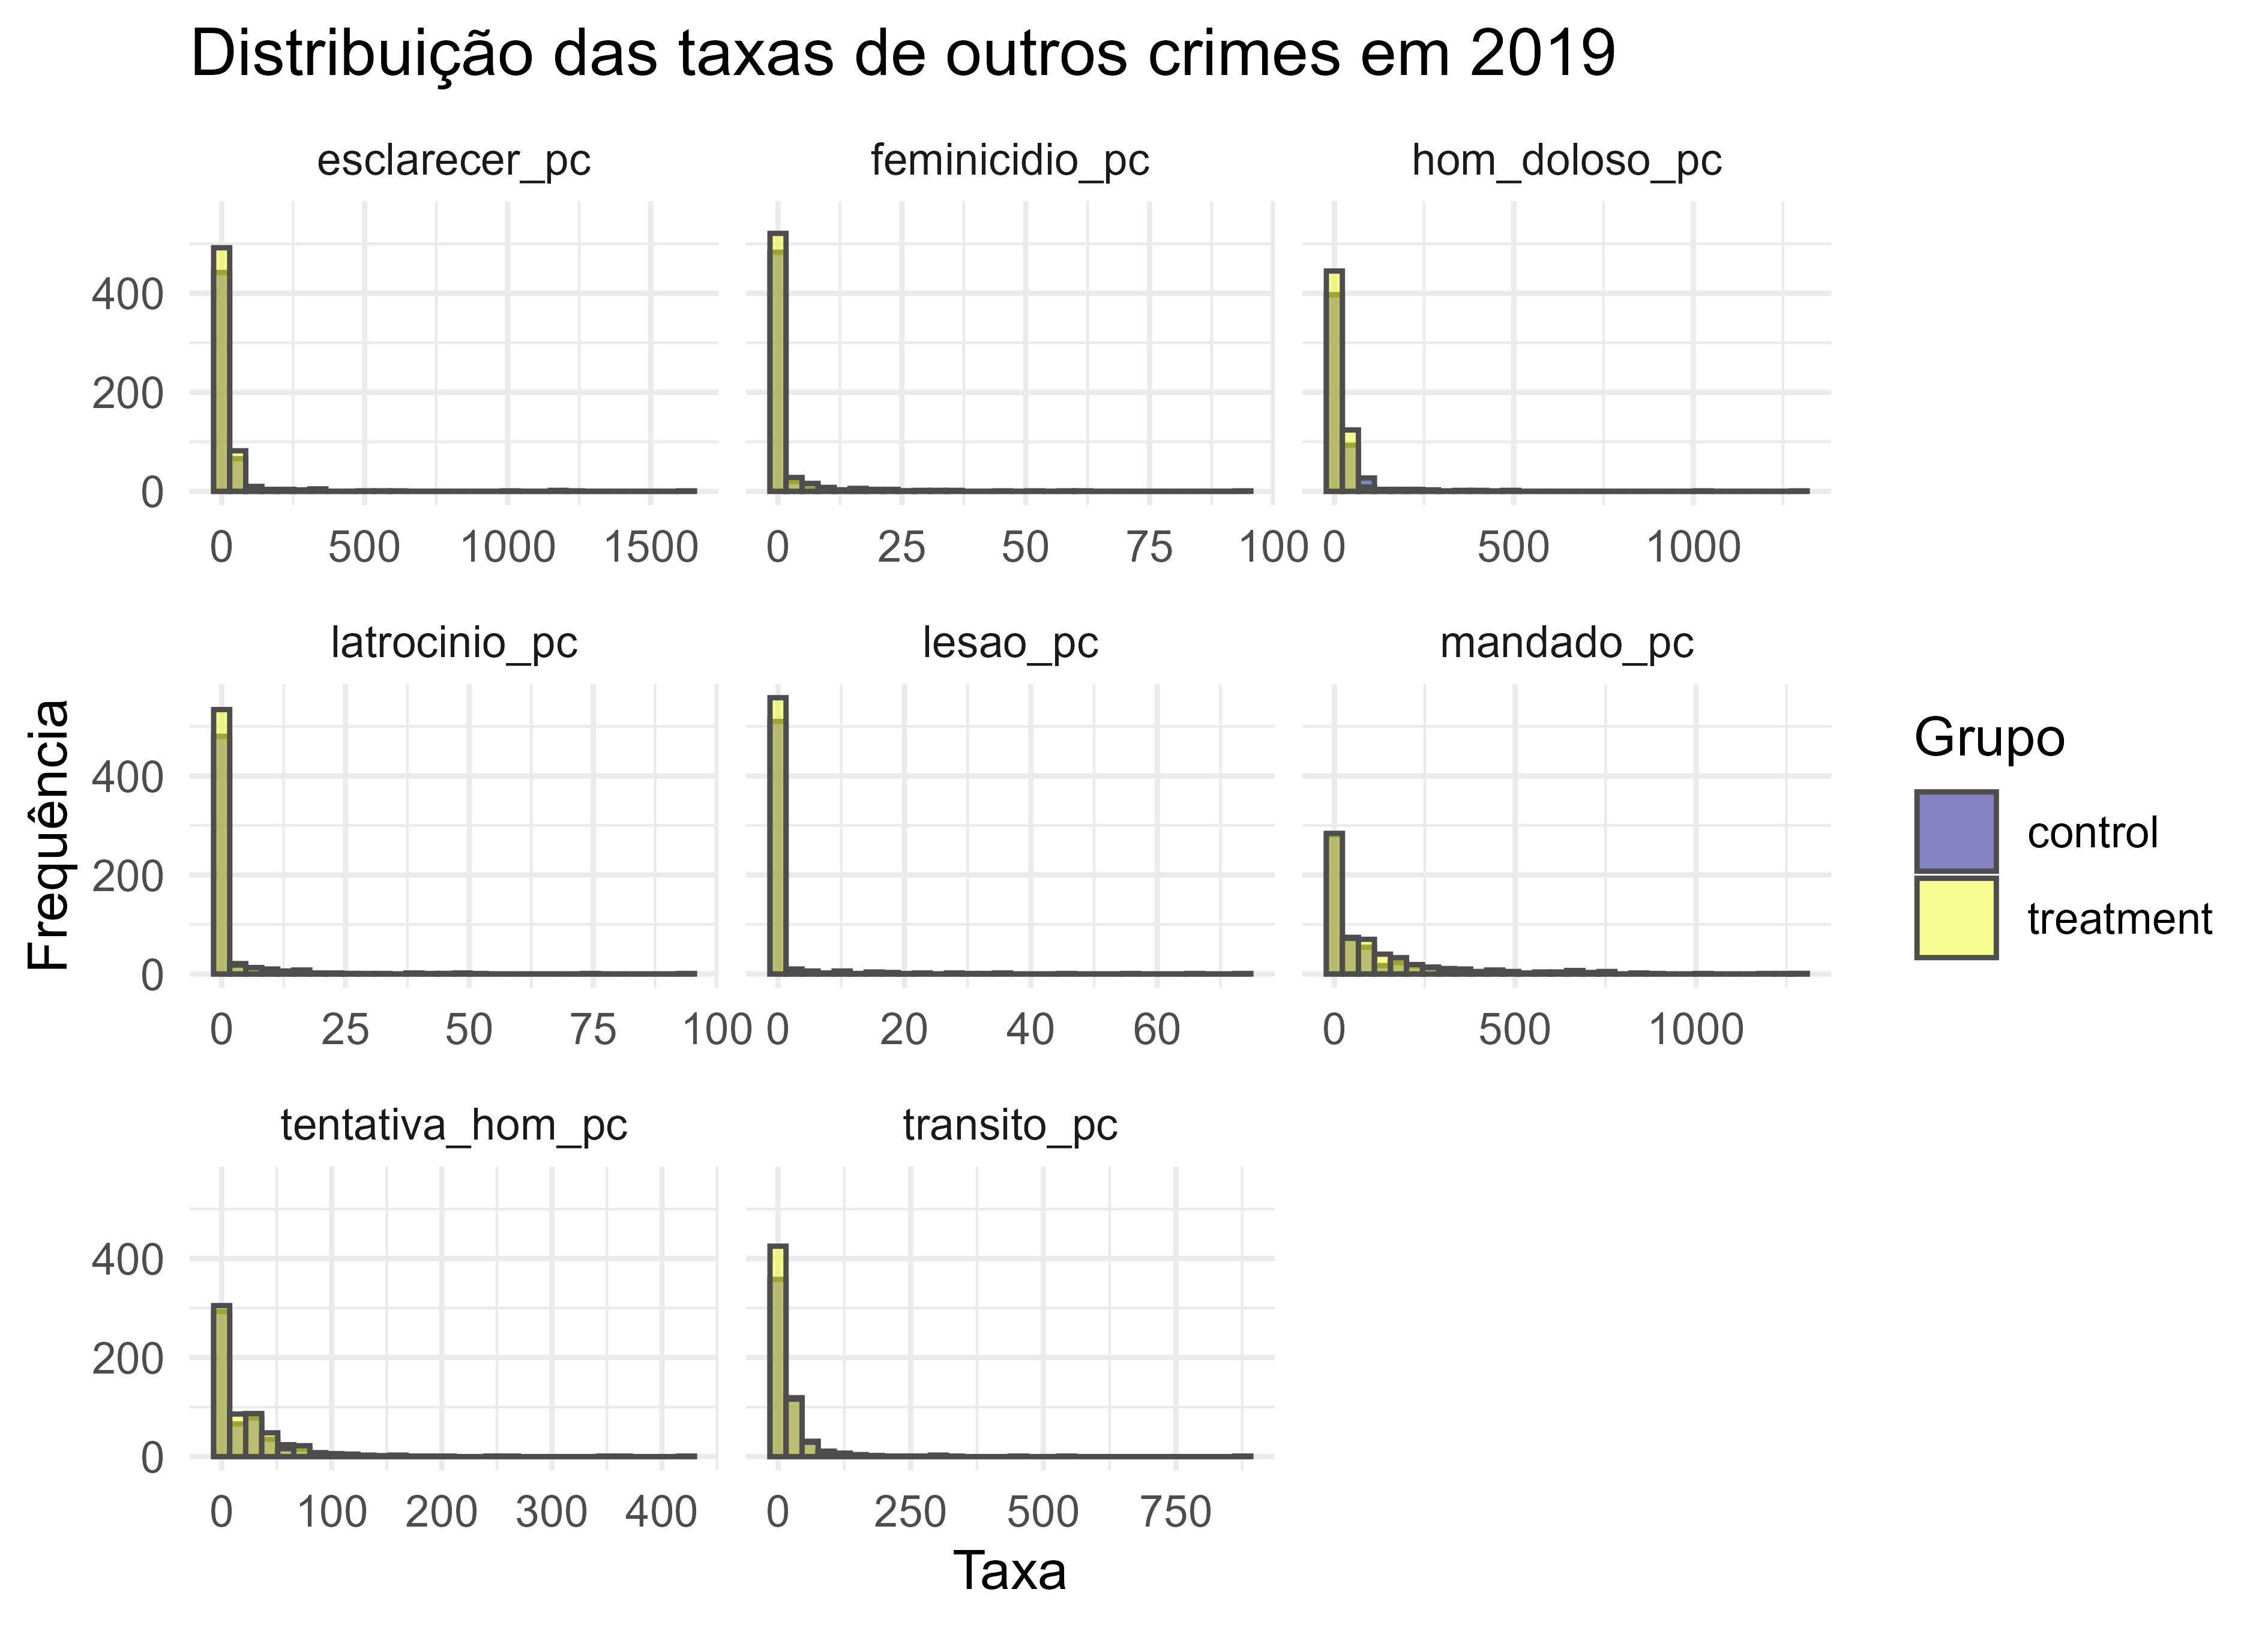 Distribuição das taxas de outros crimes em 2019
esclarecer_pc
feminicidio_pc
hom_doloso_pc
400
200
0
0 500 1000 1500
0 25 50 75 100
0 500 1000
latrocinio_pc
lesao_pc
mandado_pc
400
200
0
0 25 50 75 100
0 20 40 60
0 500 1000
tentativa_hom_pc
transito_pc
400
200
0
0 100 200 300 400
0 250 500 750
Taxa
Frequência
Grupo
control
treatment